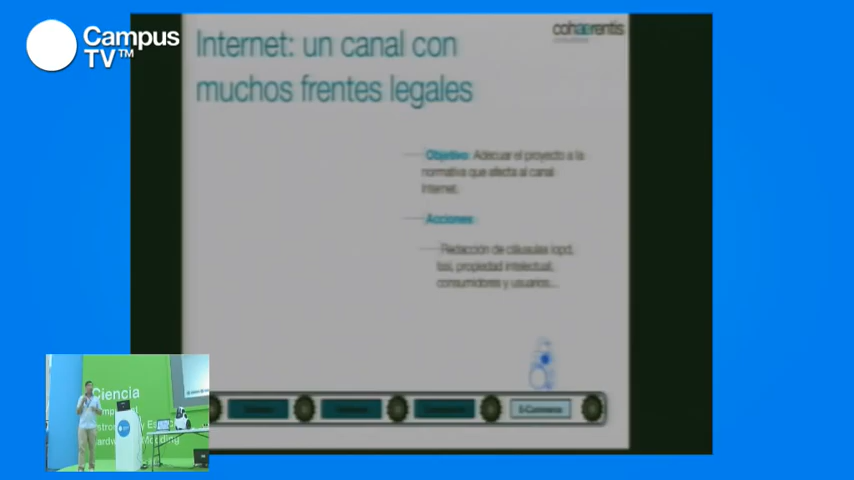 Campus
TV™
cohaerentis
Internet: un canal con
muchos frentes legales
Objetivo: Adecuar el proyecto a la
normativa que afecta al canal
Internet.
Acciones:
Redacción de cláusulas lopd,
lssi, propiedad intelectual,
consumidores y usuarios...
E-Commerce
Ciencia